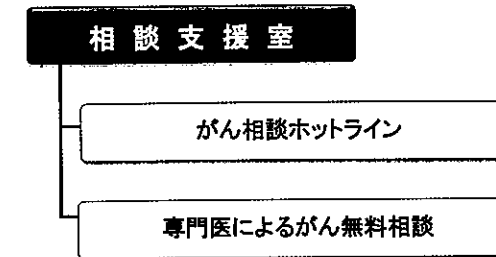 相談支援室
がん相談ホットライン
専門医によるがん無料相談